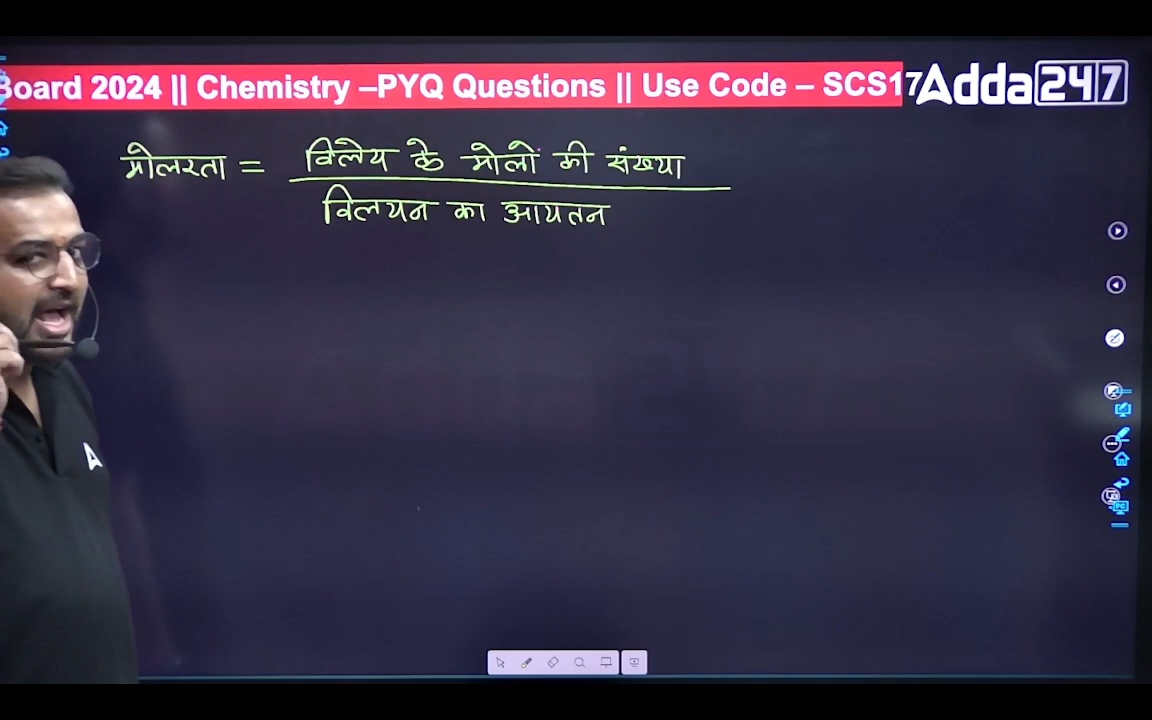 Board 2024 || Chemistry –PYQ Questions || Use Code – SCS17
Adda247
मोलरता = विलेय के मोलों की संख्या
विलयन का आयतन